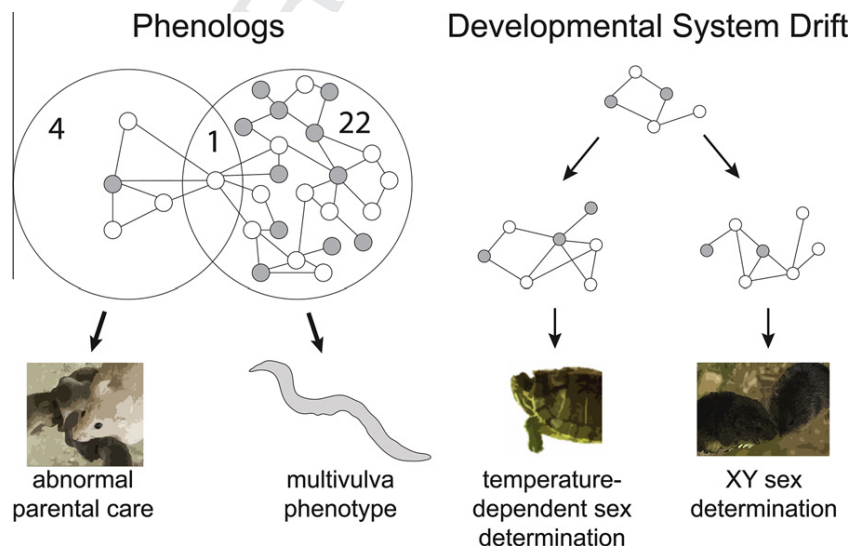 Phenologs
Developmental System Drift
4
1
22
abnormal
parental care
multivulva
phenotype
temperature-
dependent sex
determination
XY sex
determination